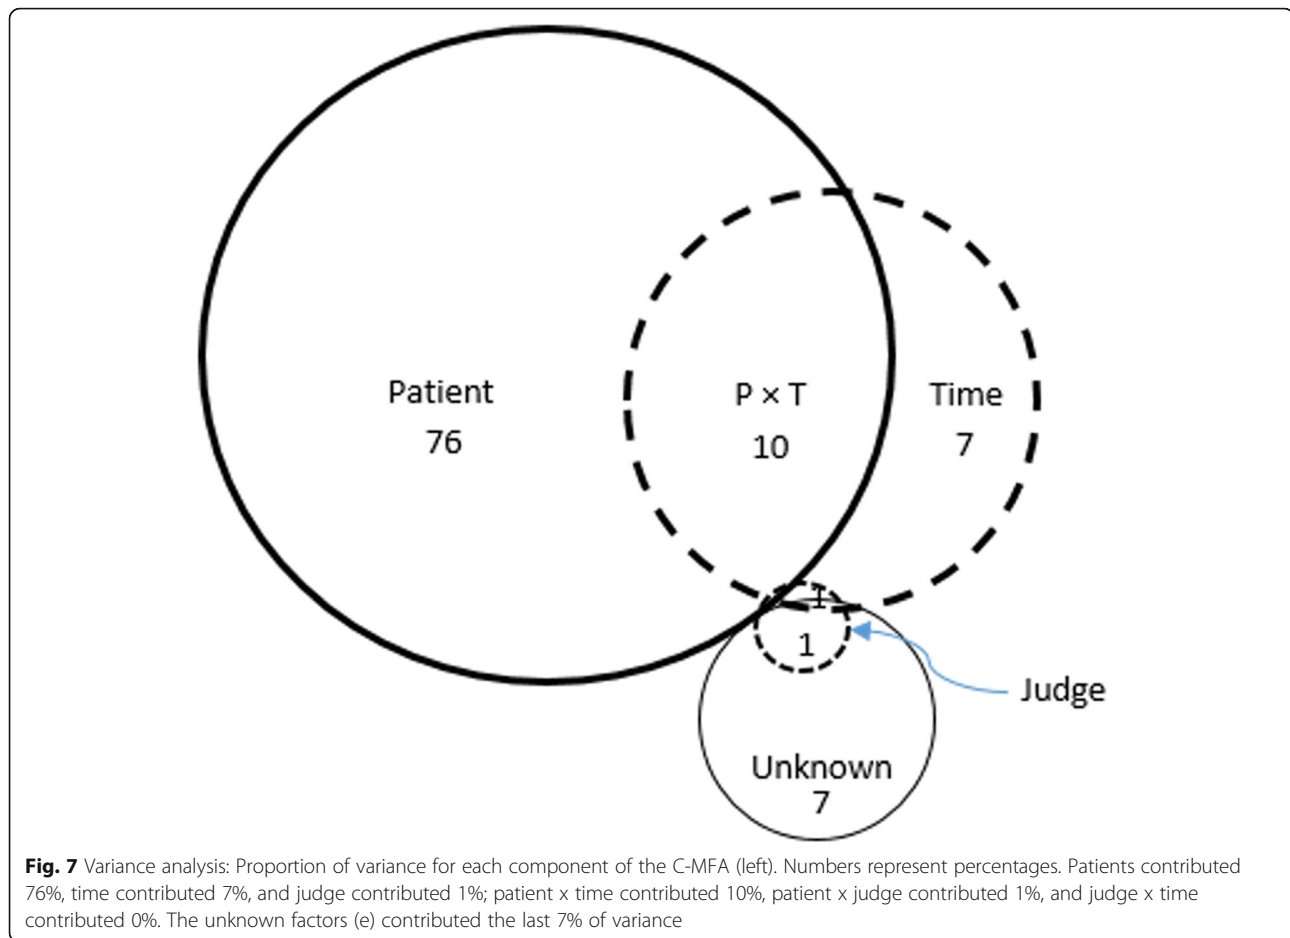 Patient
76
P × T
10
Time
7
1
1
Judge
Unknown
7
Fig. 7 Variance analysis: Proportion of variance for each component of the C-MFA (left). Numbers represent percentages. Patients contributed
76%, time contributed 7%, and judge contributed 1%; patient x time contributed 10%, patient x judge contributed 1%, and judge x time
contributed 0%. The unknown factors (e) contributed the last 7% of variance